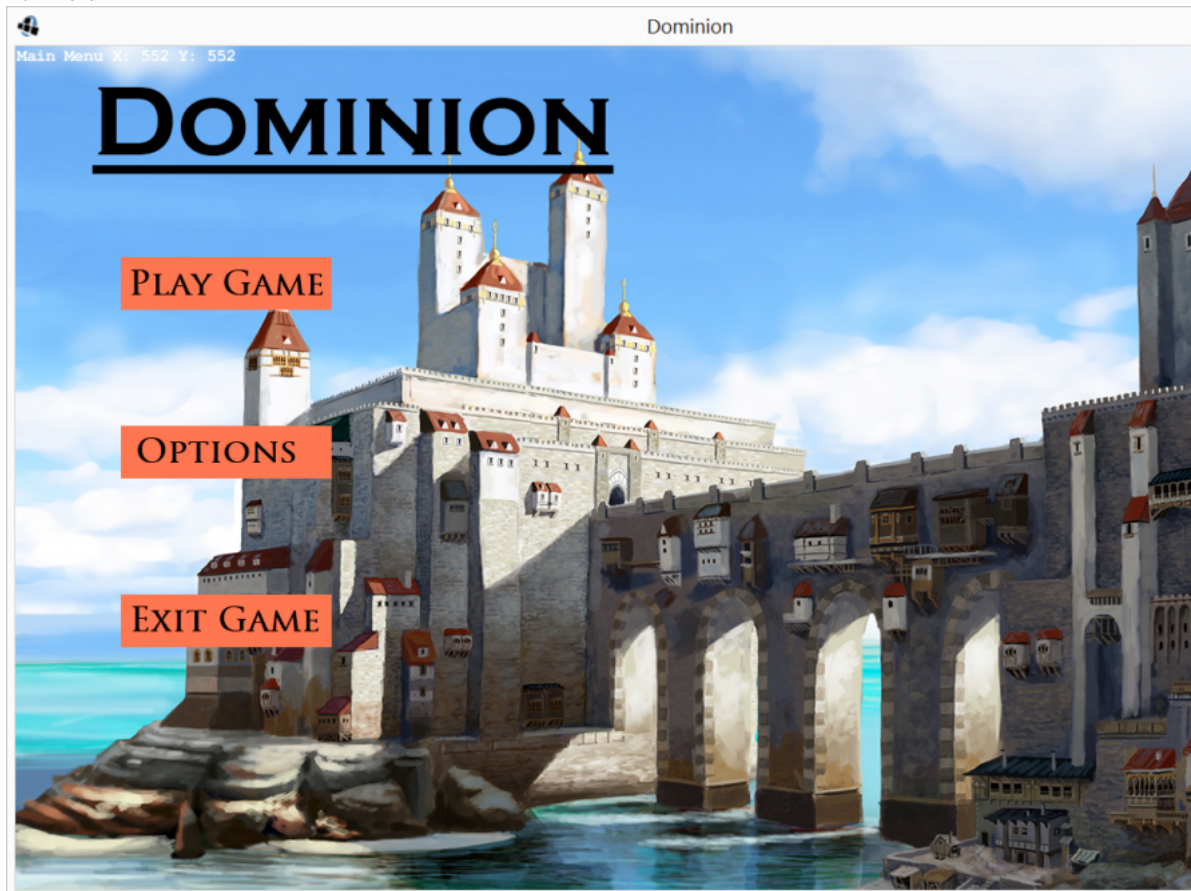 Dominion
Main Menu X: 552 Y: 552
DOMINION
PLAY GAME
OPTIONS
EXIT GAME